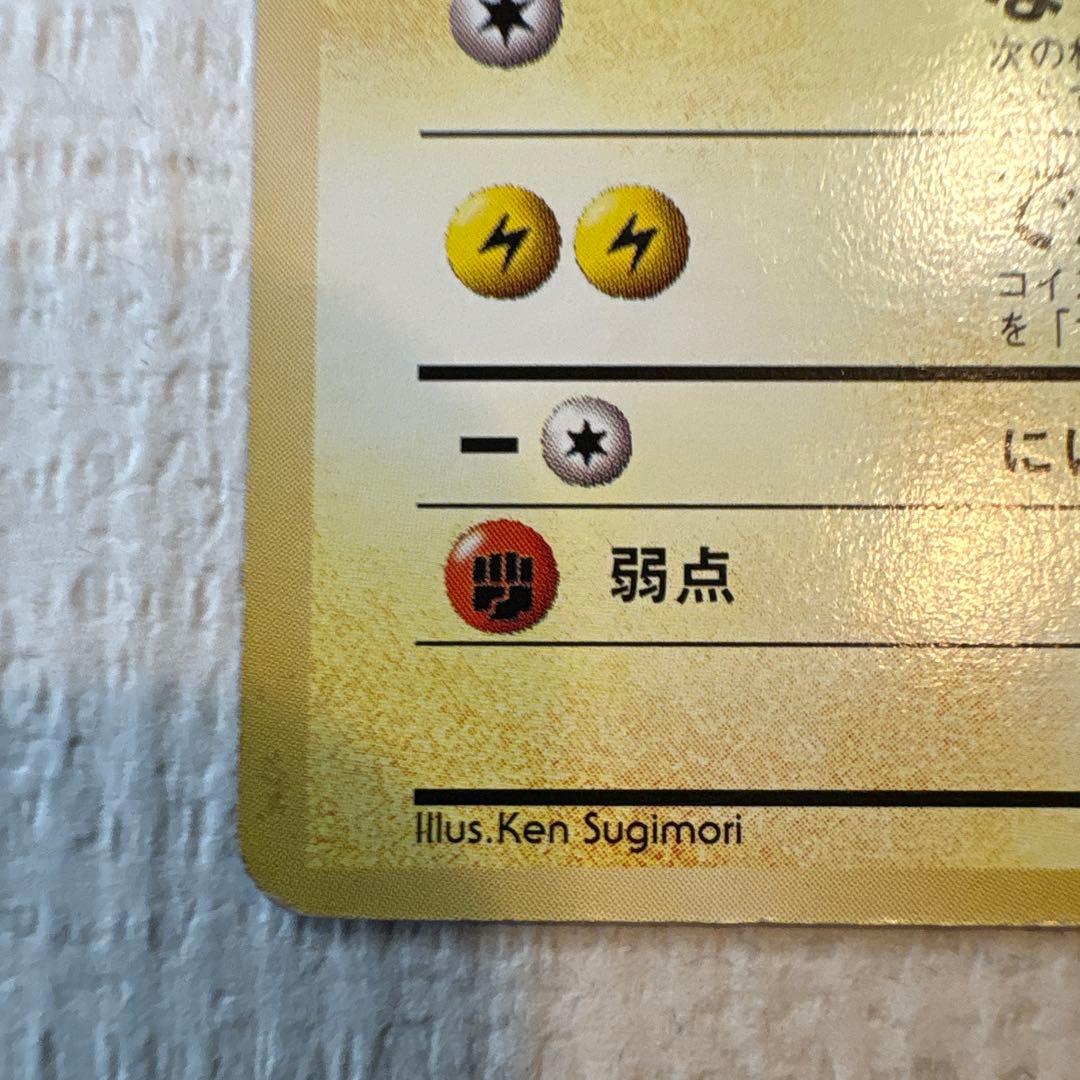 次の
コイ
を「
に
弱点
Illus.Ken Sugimori